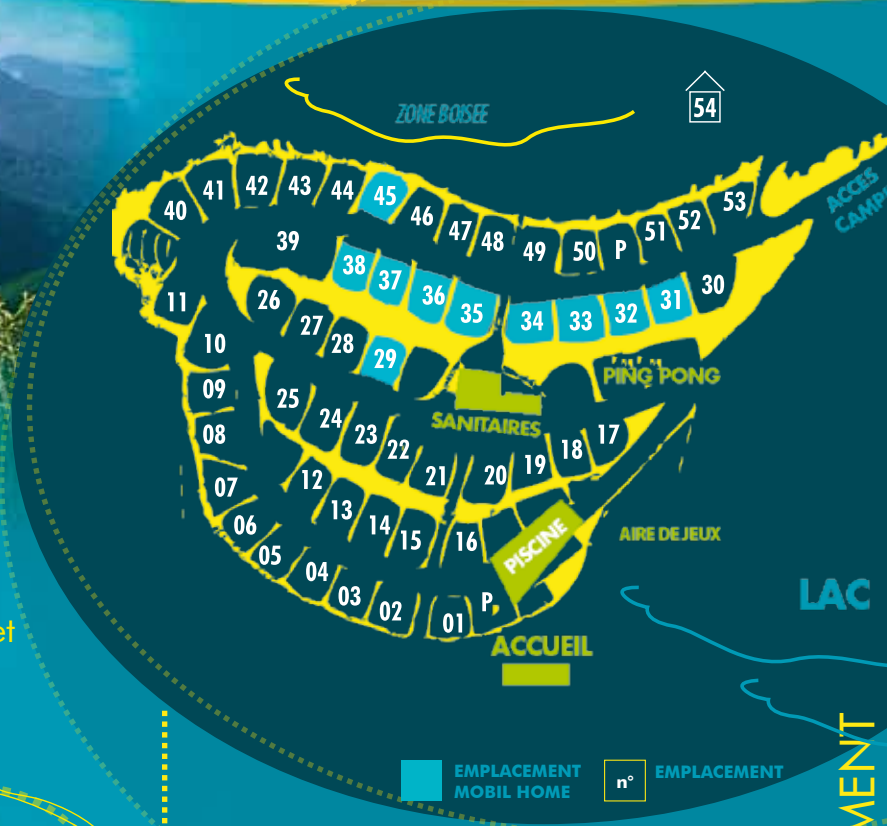 ZONE BOISEE
54
ACCES
CAMP
40 41 42 43 44 45 46 47 48 49 50 P 51 52 53
39
38 37 36 35 34 33 32 31 30
11
26 27 28 29
10
PING PONG
09
25 24 23 22 21 20 19 18 17
SANITAIRES
08
07
12 13 14 15 16
PISCINE
AIRE DE JEUX
06
05
04
03
02
01
P
LAC
et
ACCUEIL
EMPLACEMENT
MOBIL HOME
n°
EMPLACEMENT
MENT